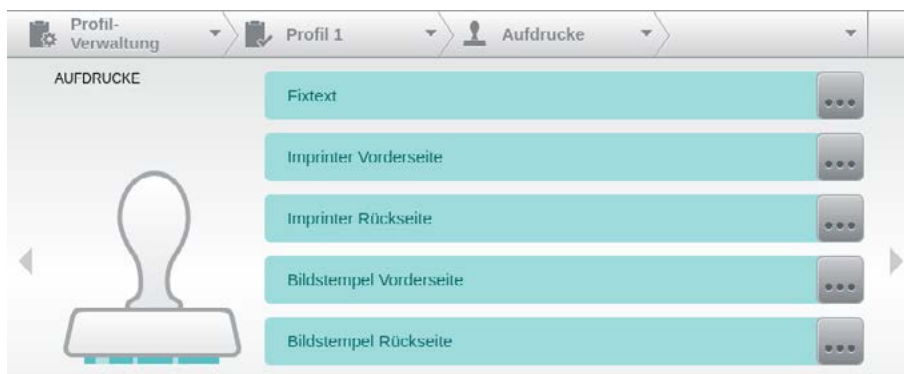 Profil-
Verwaltung
Profil 1
Aufdrucke
AUFDRUCKE
Fixtext
Imprinter Vorderseite
Imprinter Rückseite
Bildstempel Vorderseite
Bildstempel Rückseite